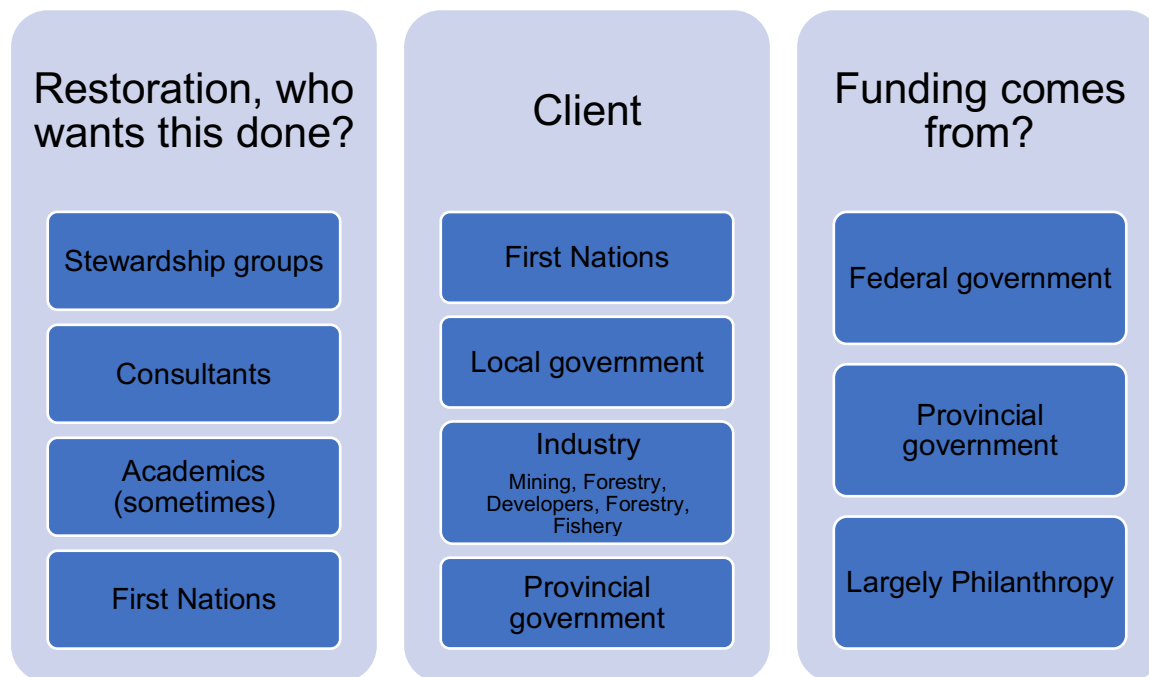 Restoration, who
wants this done?
Stewardship groups
Consultants
Academics
(sometimes)
First Nations
Client
First Nations
Local government
Industry
Mining, Forestry,
Developers, Forestry,
Fishery
Provincial
government
Funding comes
from?
Federal government
Provincial
government
Largely Philanthropy